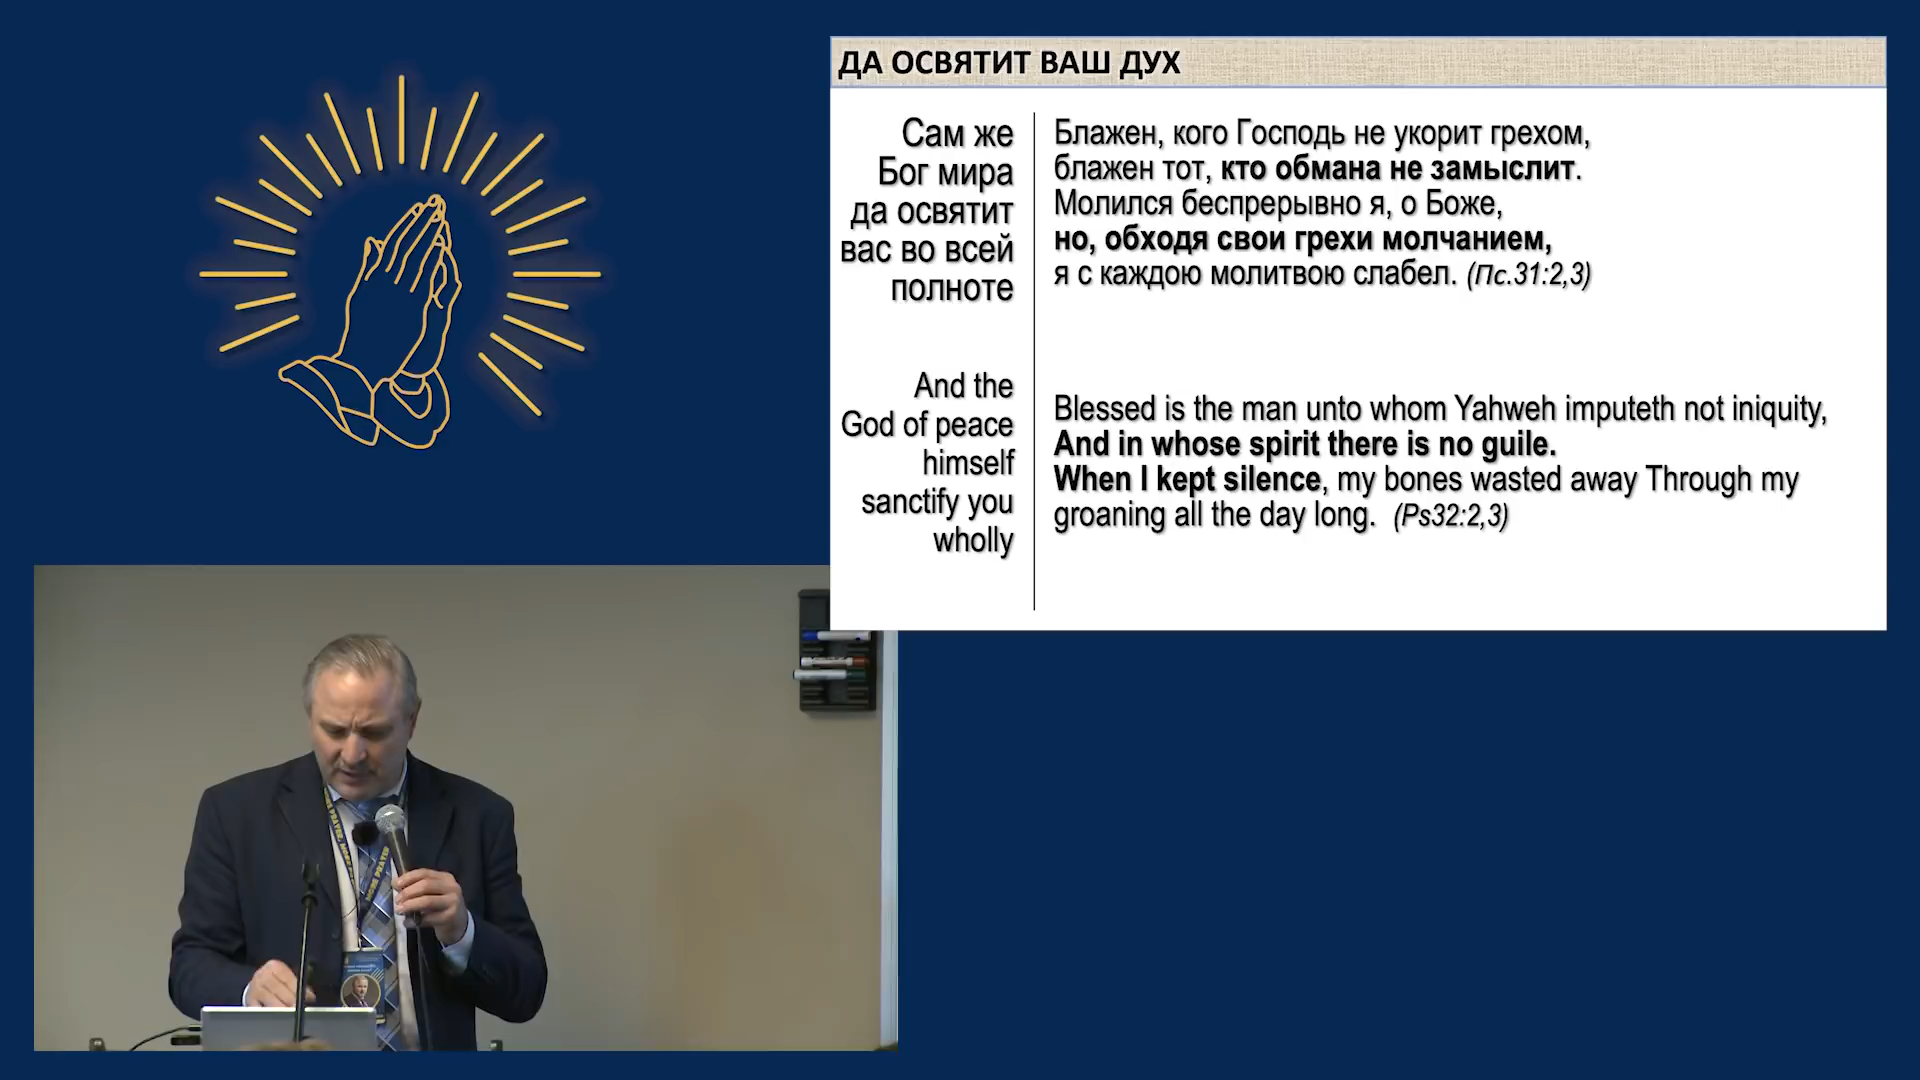 ДА ОСВЯТИТ ВАШ ДУХ
Сам же
Бог мира
да освятит
вас во всей
полноте
Блажен, кого Господь не укорит грехом,
блажен тот, кто обмана не замыслит.
Молился беспрерывно я, о Боже,
но, обходя свои грехи молчанием,
я с каждою молитвою слабел. (Пс.31:2,3)
And the
God of peace
himself
sanctify you
wholly
Blessed is the man unto whom Yahweh imputeth not iniquity,
And in whose spirit there is no guile.
When I kept silence, my bones wasted away Through my
groaning all the day long. (Ps32:2,3)
MORE PRAYER